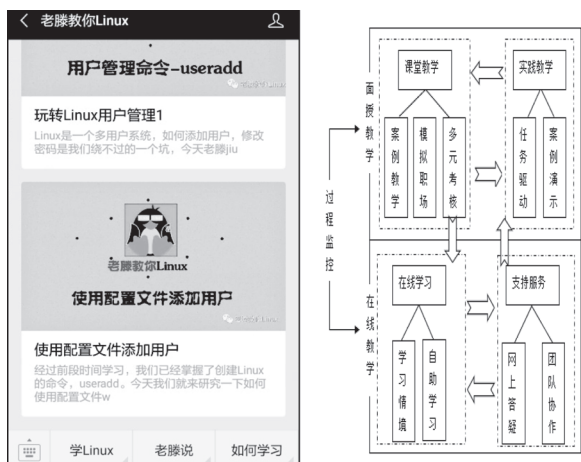 老滕教你Linux
用户管理命令-useradd
玩转Linux用户管理1
Linux是一个多用户系统，如何添加用户，修改
密码是我们绕不过的一个坑，今天老滕jiu
老滕教你Linux
使用配置文件添加用户
使用配置文件添加用户
经过前段时间学习，我们已经掌握了创建Linux
的命令，useradd。今天我们就来研究一下如何
使用配置文件w
学Linux
老滕说
如何学习
过程监控
面授教学
课堂教学
案例教学
模拟职场
多元考核
实践教学
任务驱动
案例演示
在线教学
在线学习
学习情境
自助学习
支持服务
网上答疑
团队协作